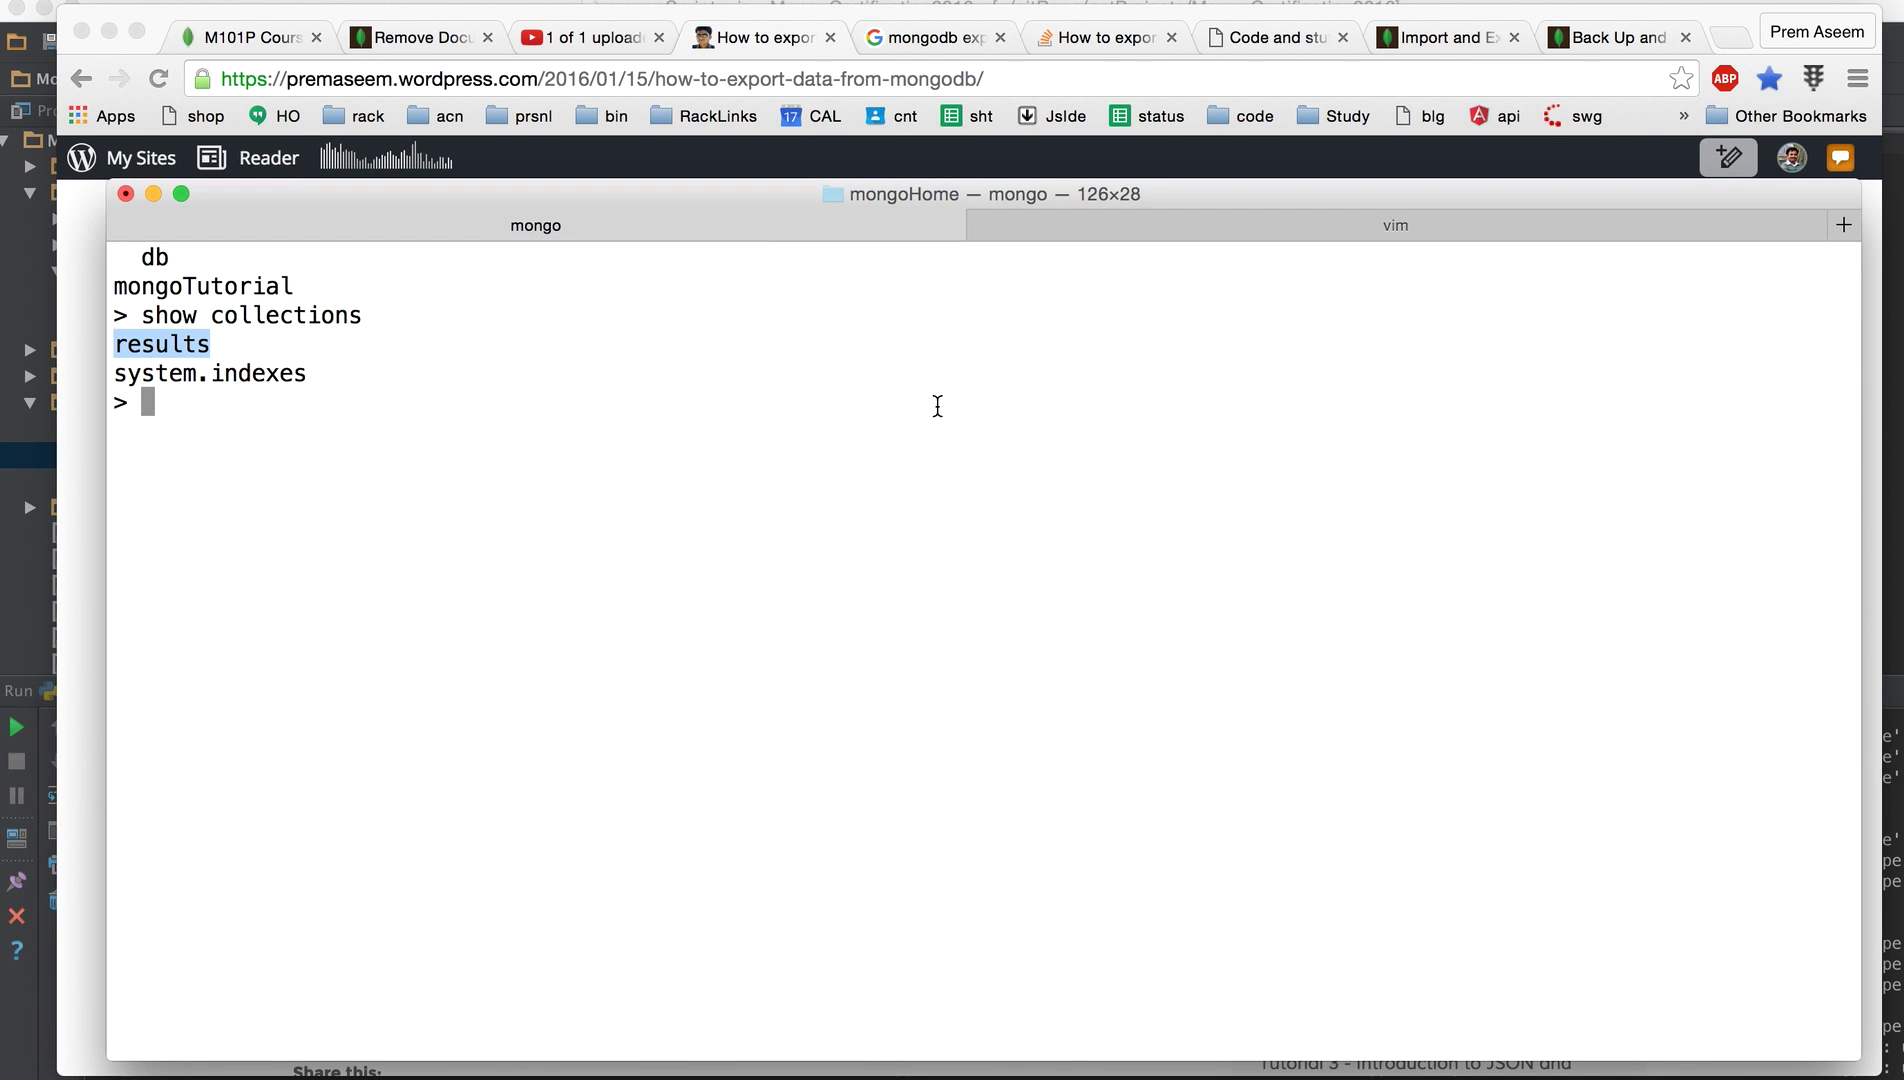 M101P Cours
Remove Docu
1 of 1 upload
How to expor
mongodb exp
How to expor
Code and stu
Import and Ex
Back Up and
Prem Aseem
https://premaseem.wordpress.com/2016/01/15/how-to-export-data-from-mongodb/
ABP
Apps
shop
HO
rack
acn
prsnl
bin
RackLinks
17 CAL
cnt
sht
Jslde
status
code
Study
blg
api
swg
» Other Bookmarks
My Sites
Reader
mongoHome — mongo — 126×28
mongo
vim
db
mongoTutorial
> show collections
results
system.indexes
>
Run
Share this:
Tutorial 3 - Introduction to JSON and